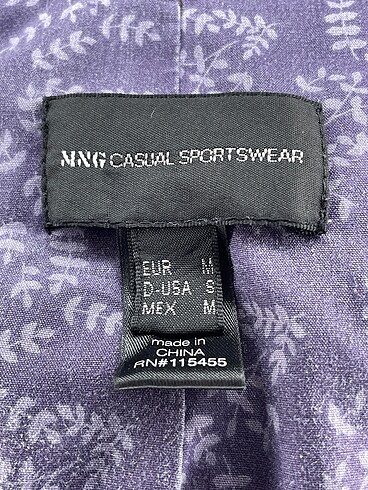 MNG CASUAL SPORTSWEAR
EUR M
D-USA S
MEX M
made in
CHINA
RN#115455